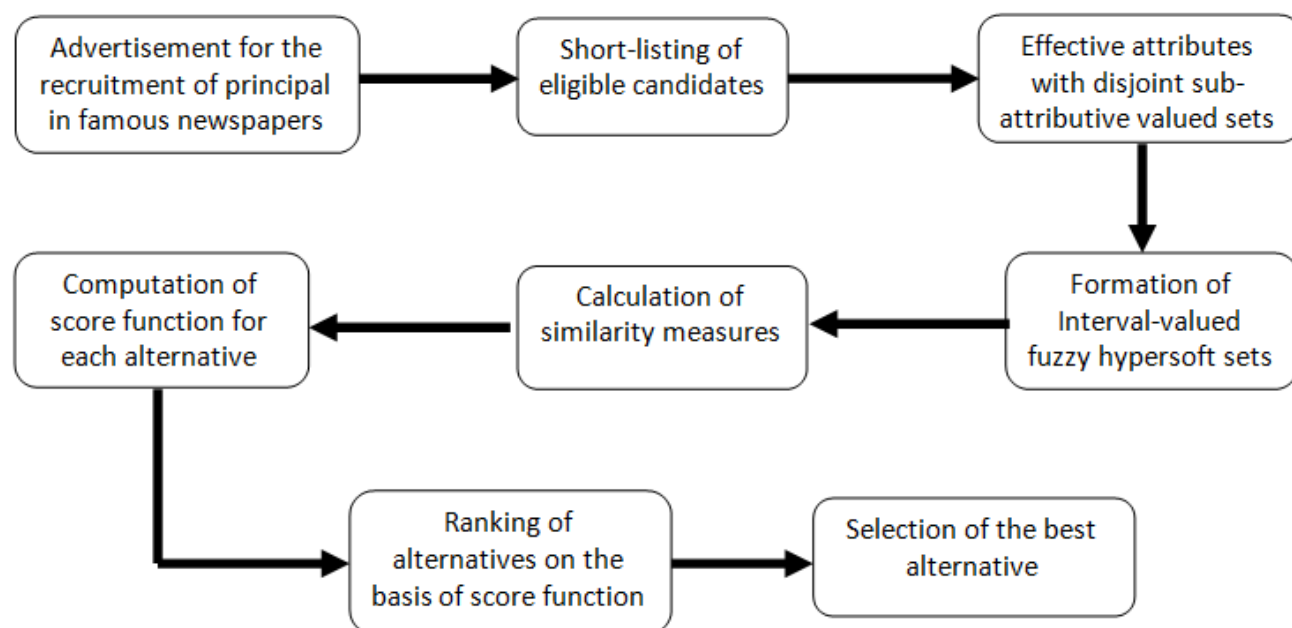 Advertisement for the
recruitment of principal
in famous newspapers
Short-listing of
eligible candidates
Effective attributes
with disjoint sub-
attributive valued sets
Formation of
Interval-valued
fuzzy hypersoft sets
Calculation of
similarity measures
Computation of
score function for
each alternative
Ranking of
alternatives on the
basis of score function
Selection of the best
alternative